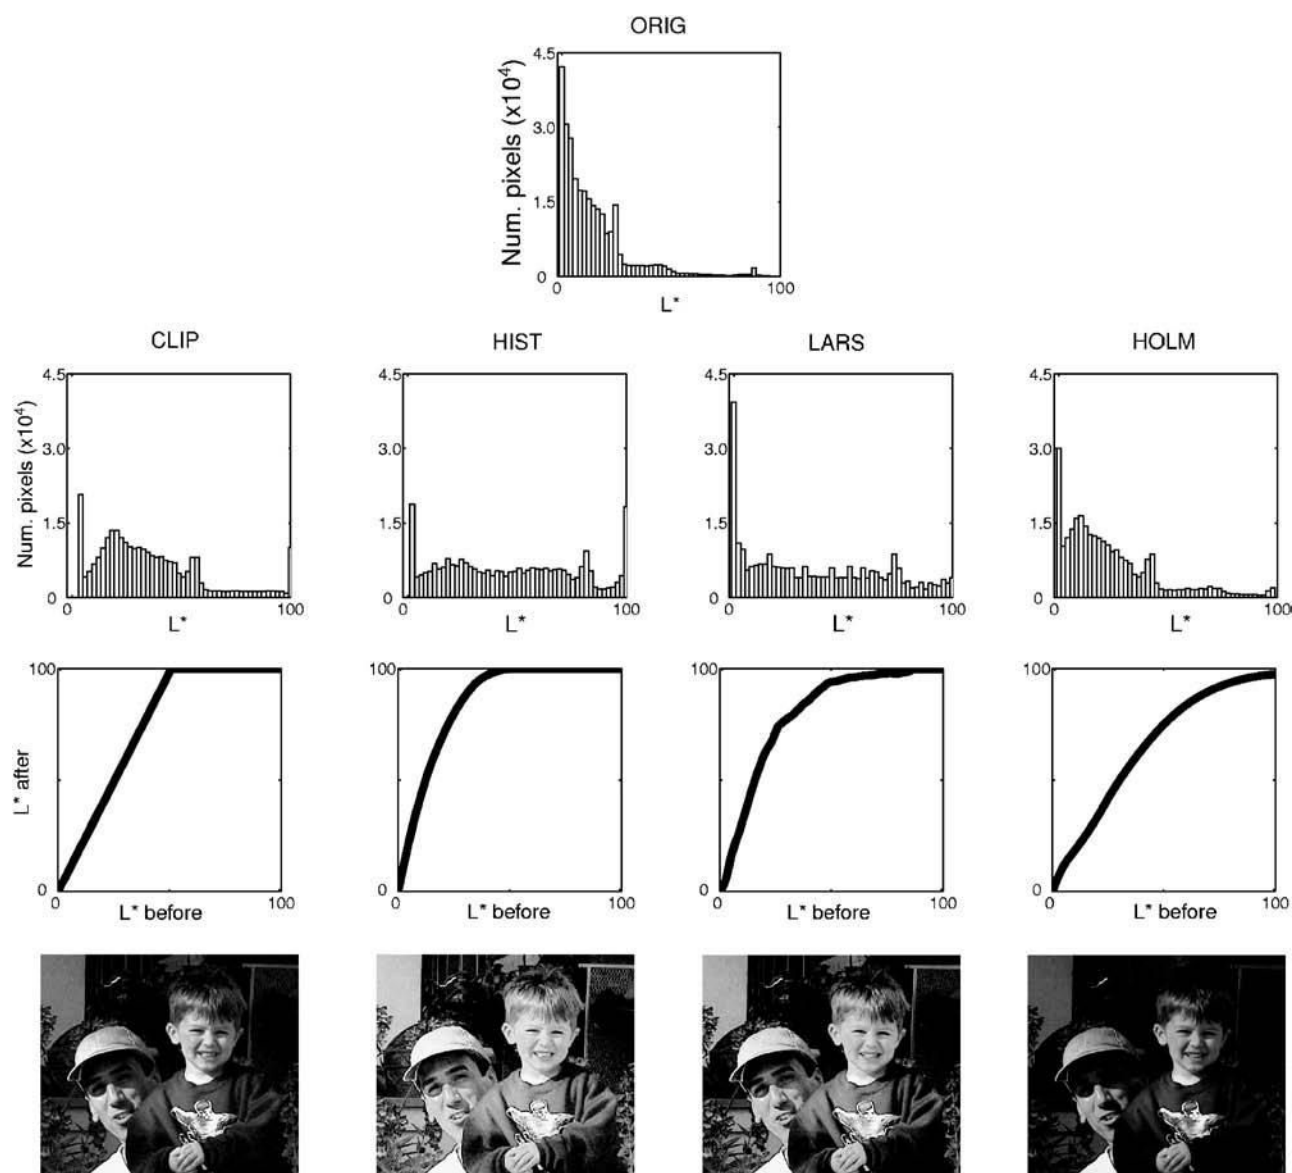 ORIG
4.5
3.0
1.5
0
Num. pixels (x10⁴)
0 100
L*
CLIP HIST LARS HOLM
4.5 4.5 4.5 4.5
3.0 3.0 3.0 3.0
1.5 1.5 1.5 1.5
0 0 0 0
Num. pixels (x10⁴)
0 100 0 100 0 100 0 100
L* L* L* L*
100 100 100 100
L* after
0 0 0 0
0 100 0 100 0 100 0 100
L* before L* before L* before L* before